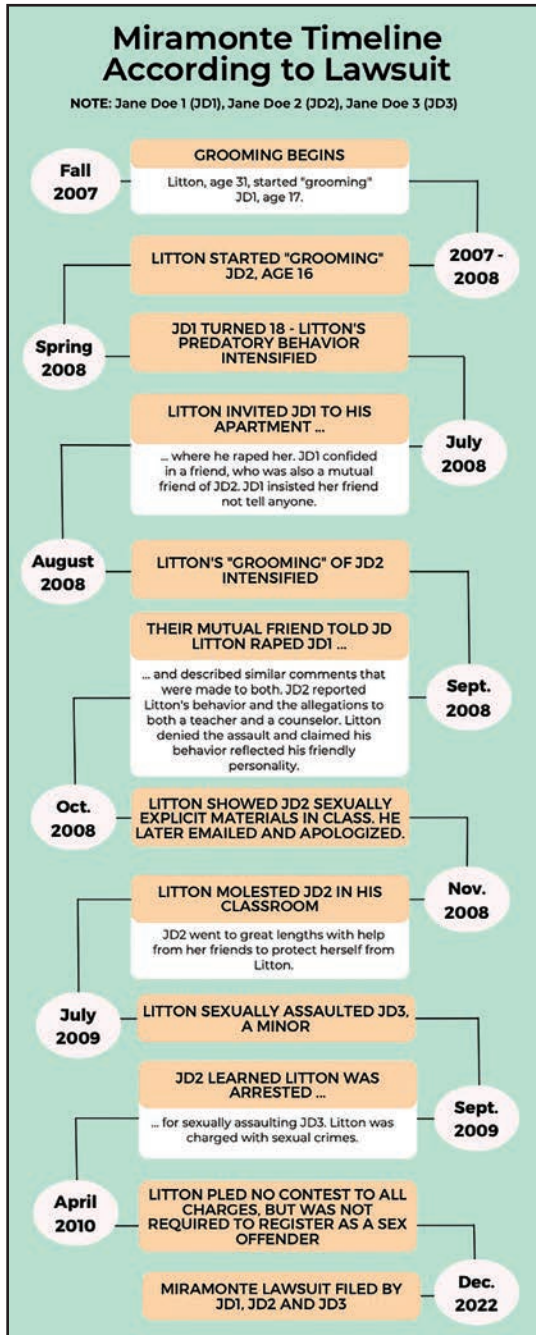 Miramonte Timeline
According to Lawsuit
NOTE: Jane Doe 1 (JD1), Jane Doe 2 (JD2), Jane Doe 3 (JD3)
Fall
2007
GROOMING BEGINS
Litton, age 31, started "grooming"
JD1, age 17.
2007 -
2008
LITTON STARTED "GROOMING"
JD2, AGE 16
Spring
2008
JD1 TURNED 18 - LITTON'S
PREDATORY BEHAVIOR
INTENSIFIED
July
2008
LITTON INVITED JD1 TO HIS
APARTMENT ...
... where he raped her. JD1 confided
in a friend, who was also a mutual
friend of JD2. JD1 insisted her friend
not tell anyone.
August
2008
LITTON'S "GROOMING" OF JD2
INTENSIFIED
Sept.
2008
THEIR MUTUAL FRIEND TOLD JD
LITTON RAPED JD1 ...
... and described similar comments that
were made to both. JD2 reported
Litton's behavior and the allegations to
both a teacher and a counselor. Litton
denied the assault and claimed his
behavior reflected his friendly
personality.
Oct.
2008
LITTON SHOWED JD2 SEXUALLY
EXPLICIT MATERIALS IN CLASS. HE
LATER EMAILED AND APOLOGIZED.
Nov.
2008
LITTON MOLESTED JD2 IN HIS
CLASSROOM
JD2 went to great lengths with help
from her friends to protect herself from
Litton.
July
2009
LITTON SEXUALLY ASSAULTED JD3,
A MINOR
Sept.
2009
JD2 LEARNED LITTON WAS
ARRESTED ...
... for sexually assaulting JD3. Litton was
charged with sexual crimes.
April
2010
LITTON PLED NO CONTEST TO ALL
CHARGES, BUT WAS NOT
REQUIRED TO REGISTER AS A SEX
OFFENDER
Dec.
2022
MIRAMONTE LAWSUIT FILED BY
JD1, JD2 AND JD3